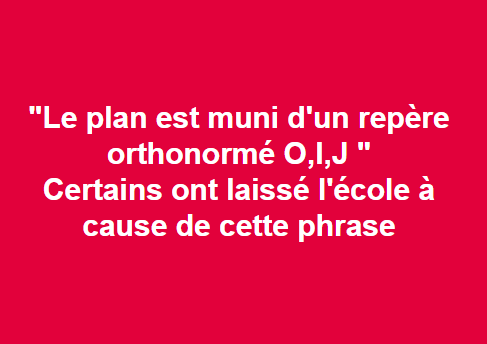 "Le plan est muni d'un repère
orthonormé O,I,J "
Certains ont laissé l'école à
cause de cette phrase